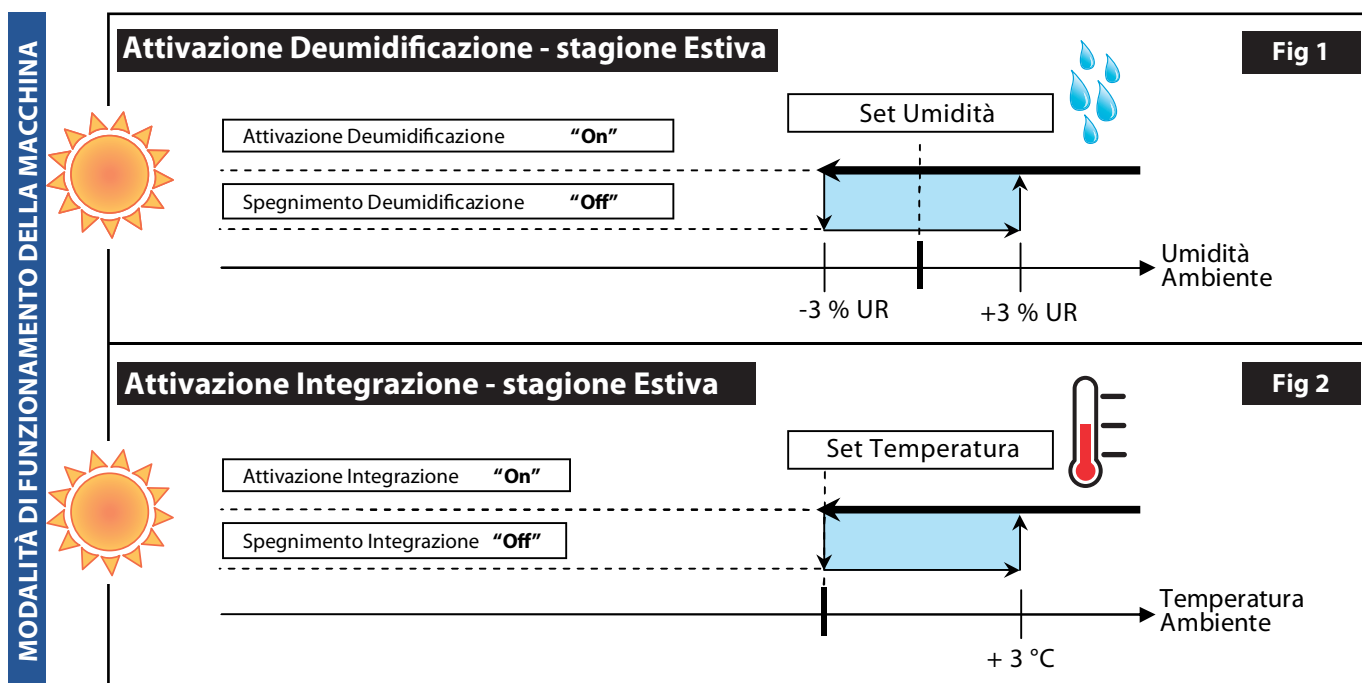 MODALITÀ DI FUNZIONAMENTO DELLA MACCHINA
Attivazione Deumidificazione - stagione Estiva
Fig 1
Set Umidità
Attivazione Deumidificazione "On"
Spegnimento Deumidificazione "Off"
Umidità
Ambiente
-3 % UR
+3 % UR
Attivazione Integrazione - stagione Estiva
Fig 2
Set Temperatura
Attivazione Integrazione "On"
Spegnimento Integrazione "Off"
Temperatura
Ambiente
+ 3 °C